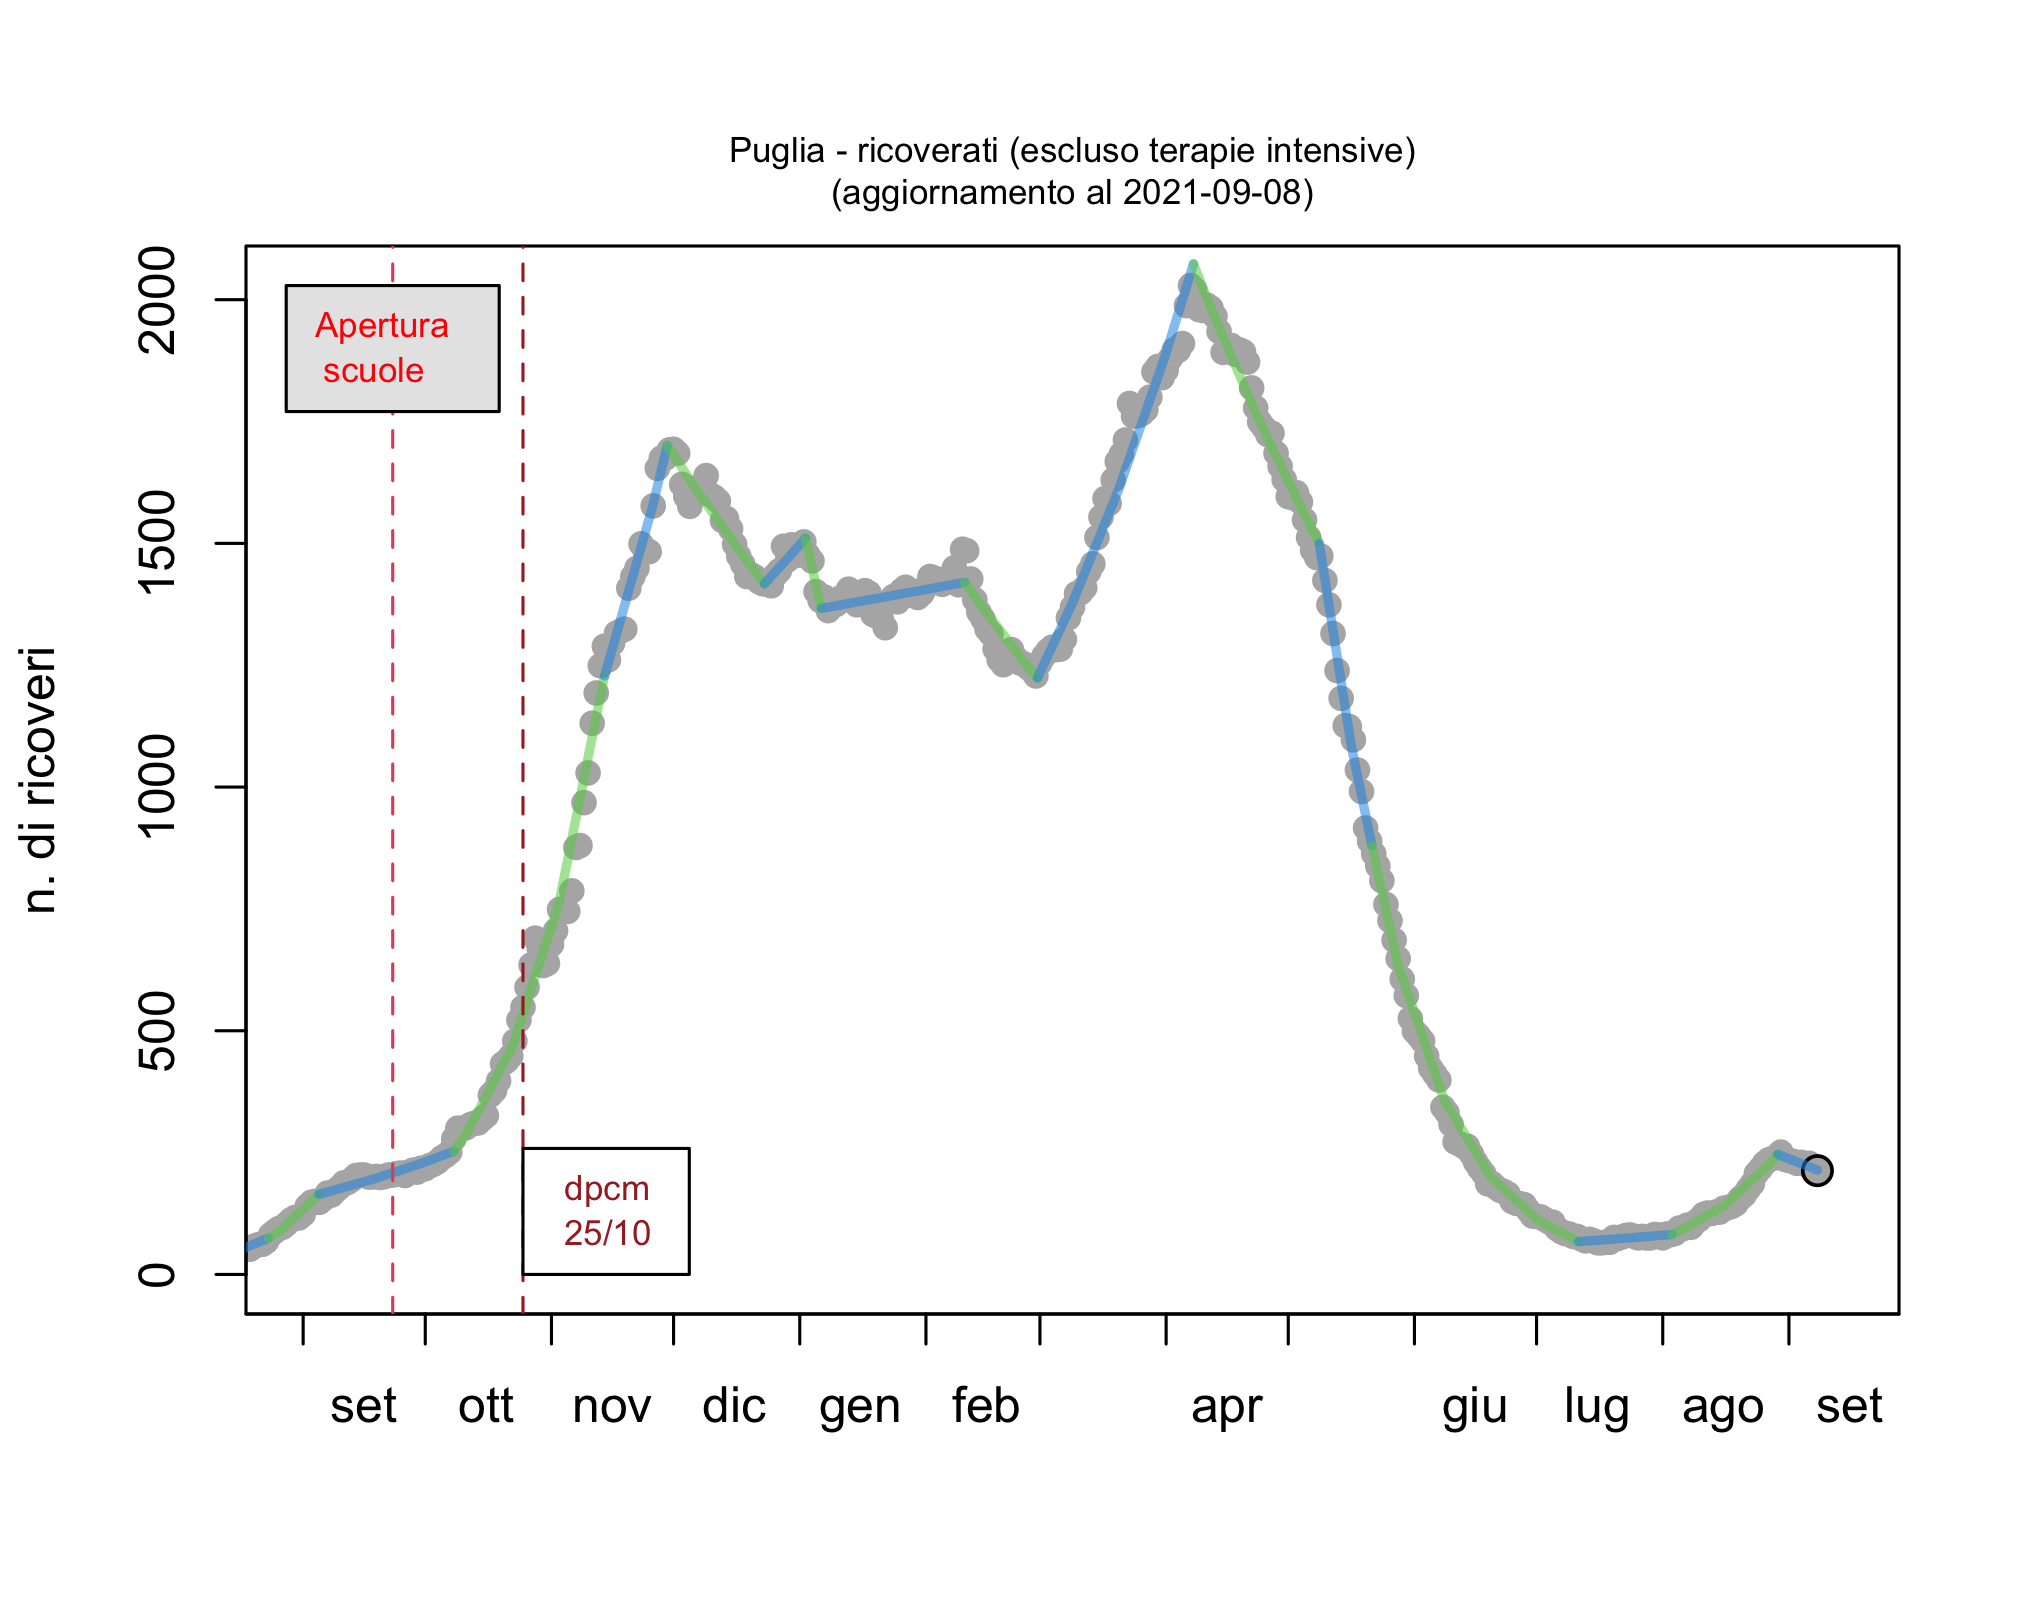 Puglia - ricoverati (escluso terapie intensive)
(aggiornamento al 2021-09-08)
n. di ricoveri
2000
1500
1000
500
0
Apertura
scuole
dpcm
25/10
set ott nov dic gen feb apr giu lug ago set